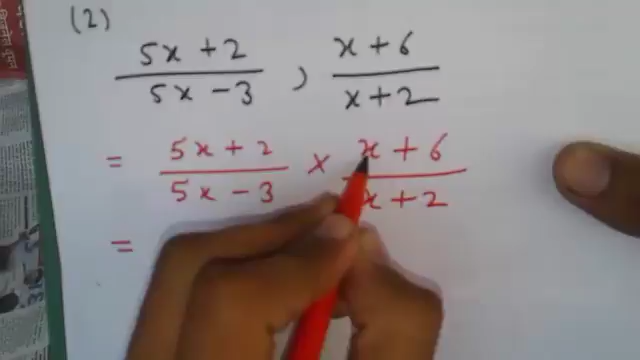 (2)
(5x + 2)/(5x - 3) , (x + 6)/(x + 2)
= (5x + 2)/(5x - 3) × (x + 6)/(x + 2)
=